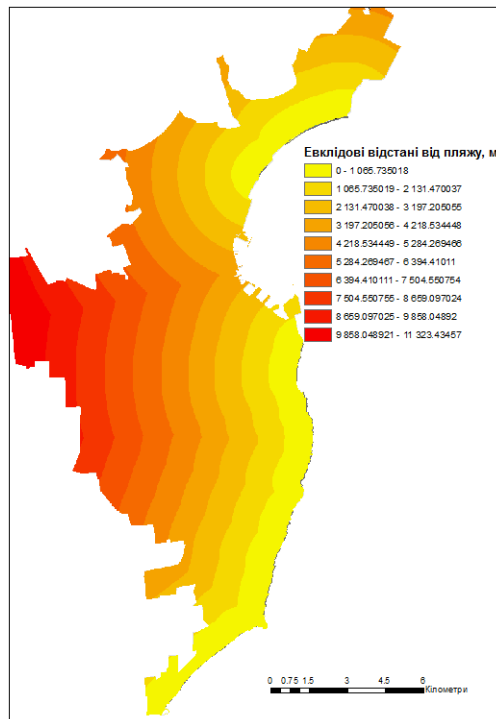 Евклідові відстані від пляжу, м
0 - 1 065.735018
1 065.735019 - 2 131.470037
2 131.470038 - 3 197.205055
3 197.205056 - 4 218.534448
4 218.534449 - 5 284.269466
5 284.269467 - 6 394.41011
6 394.410111 - 7 504.550754
7 504.550755 - 8 659.097024
8 659.097025 - 9 858.04892
9 858.048921 - 11 323.43457
0 0.75 1.5 3 4.5 6
Кілометри